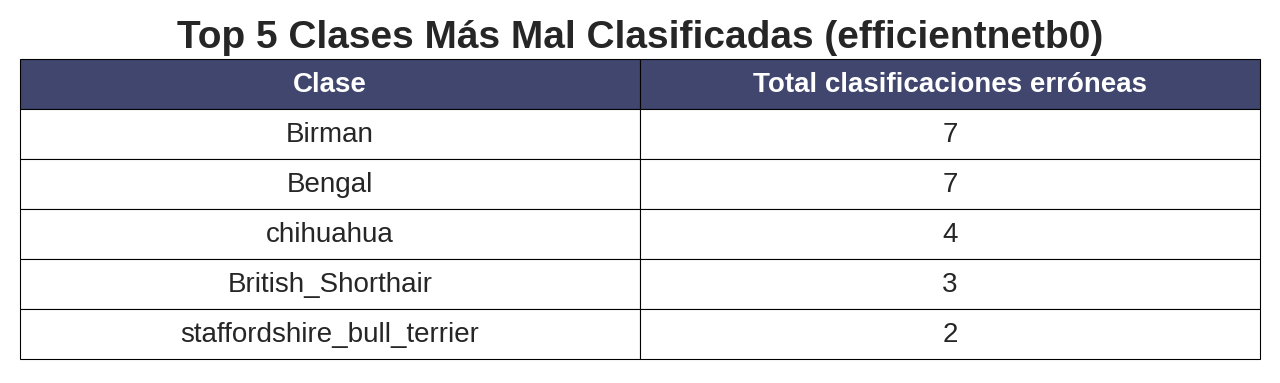 Top 5 Clases Más Mal Clasificadas (efficientnetb0)
Clase Total clasificaciones erróneas
Birman 7
Bengal 7
chihuahua 4
British_Shorthair 3
staffordshire_bull_terrier 2